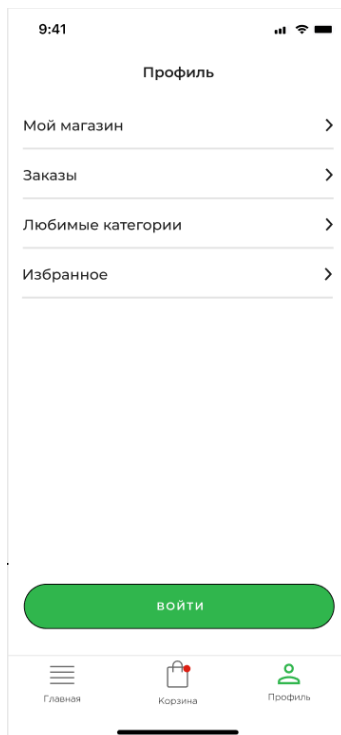 9:41
Профиль
Мой магазин
Заказы
Любимые категории
Избранное
ВОЙТИ
Главная
Корзина
Профиль